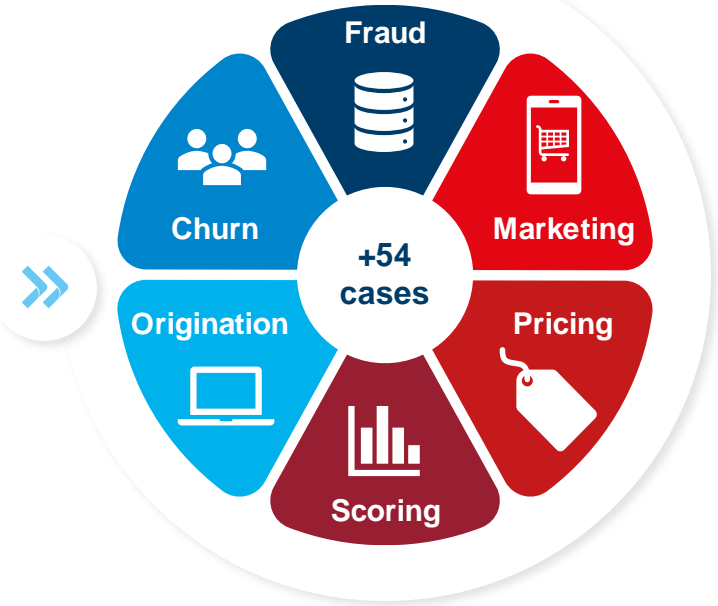 Fraud
Churn
Marketing
+54
cases
Origination
Pricing
Scoring